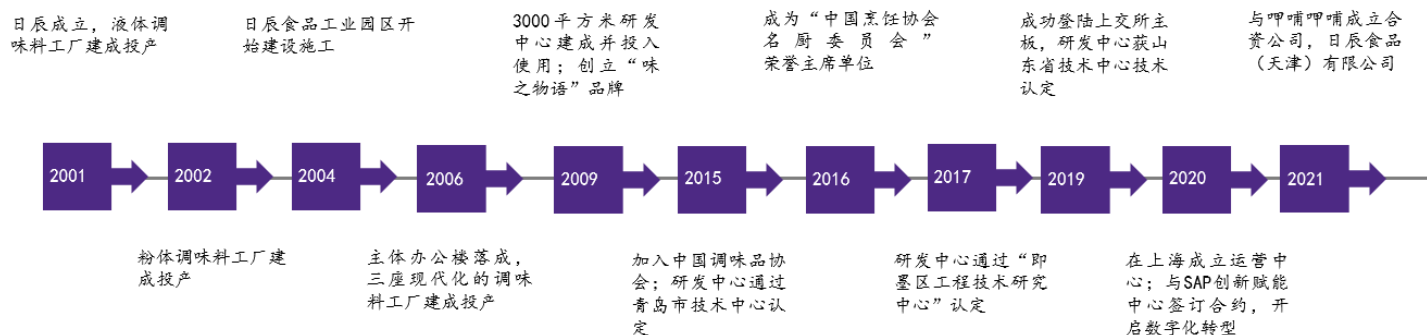 日辰成立，液体调
味料工厂建成投产
日辰食品工业园区开
始建设施工
3000平方米研发
中心建成并投入
使用；创立“味
之物语”品牌
成为“中国烹饪协会
名厨委员会”
荣誉主席单位
成功登陆上交所主
板，研发中心获山
东省技术中心技术
认定
与呷哺呷哺成立合
资公司，日辰食品
（天津）有限公司
2001
2002
2004
2006
2009
2015
2016
2017
2019
2020
2021
粉体调味料工厂建
成投产
主体办公楼落成，
三座现代化的调味
料工厂建成投产
加入中国调味品协
会；研发中心通过
青岛市技术中心认
定
研发中心通过“即
墨区工程技术研究
中心”认定
在上海成立运营中
心；与SAP创新赋能
中心签订合约，开
启数字化转型